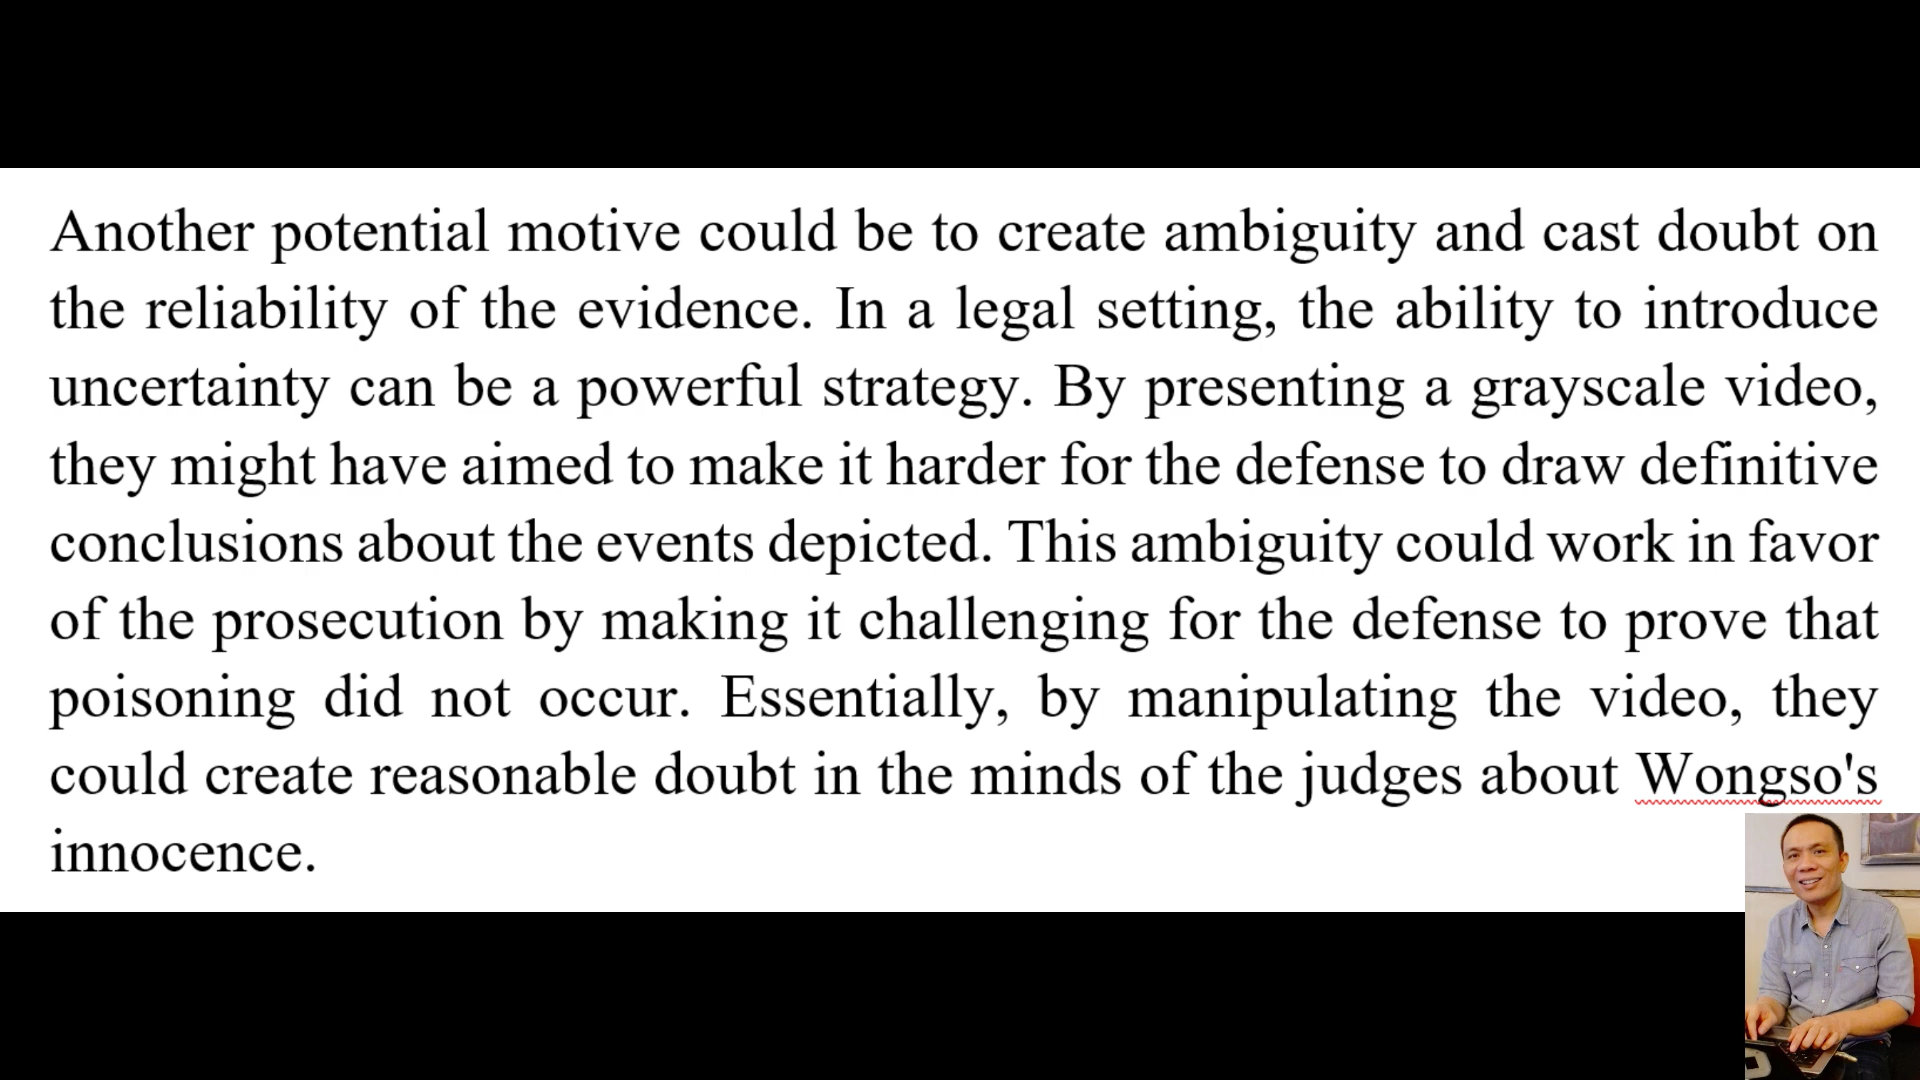 Another potential motive could be to create ambiguity and cast doubt on
the reliability of the evidence. In a legal setting, the ability to introduce
uncertainty can be a powerful strategy. By presenting a grayscale video,
they might have aimed to make it harder for the defense to draw definitive
conclusions about the events depicted. This ambiguity could work in favor
of the prosecution by making it challenging for the defense to prove that
poisoning did not occur. Essentially, by manipulating the video, they
could create reasonable doubt in the minds of the judges about Wongso's
innocence.